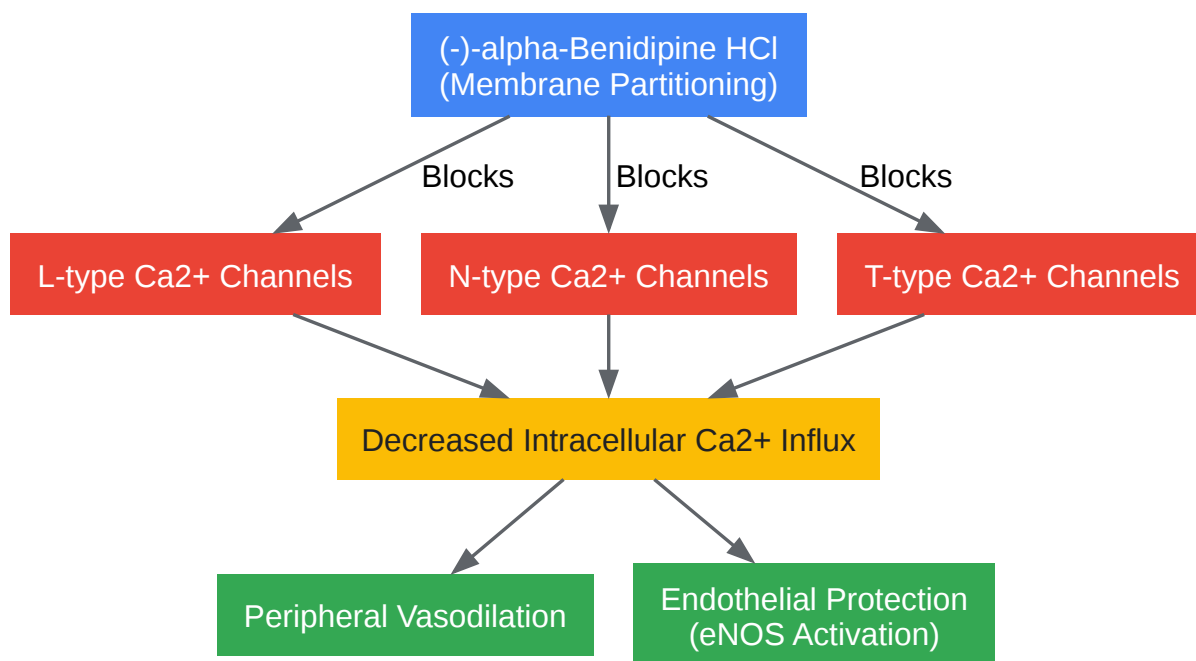 (-)-alpha-Benidipine HCl
(Membrane Partitioning)
Blocks
Blocks
Blocks
L-type Ca2+ Channels
N-type Ca2+ Channels
T-type Ca2+ Channels
Decreased Intracellular Ca2+ Influx
Peripheral Vasodilation
Endothelial Protection
(eNOS Activation)